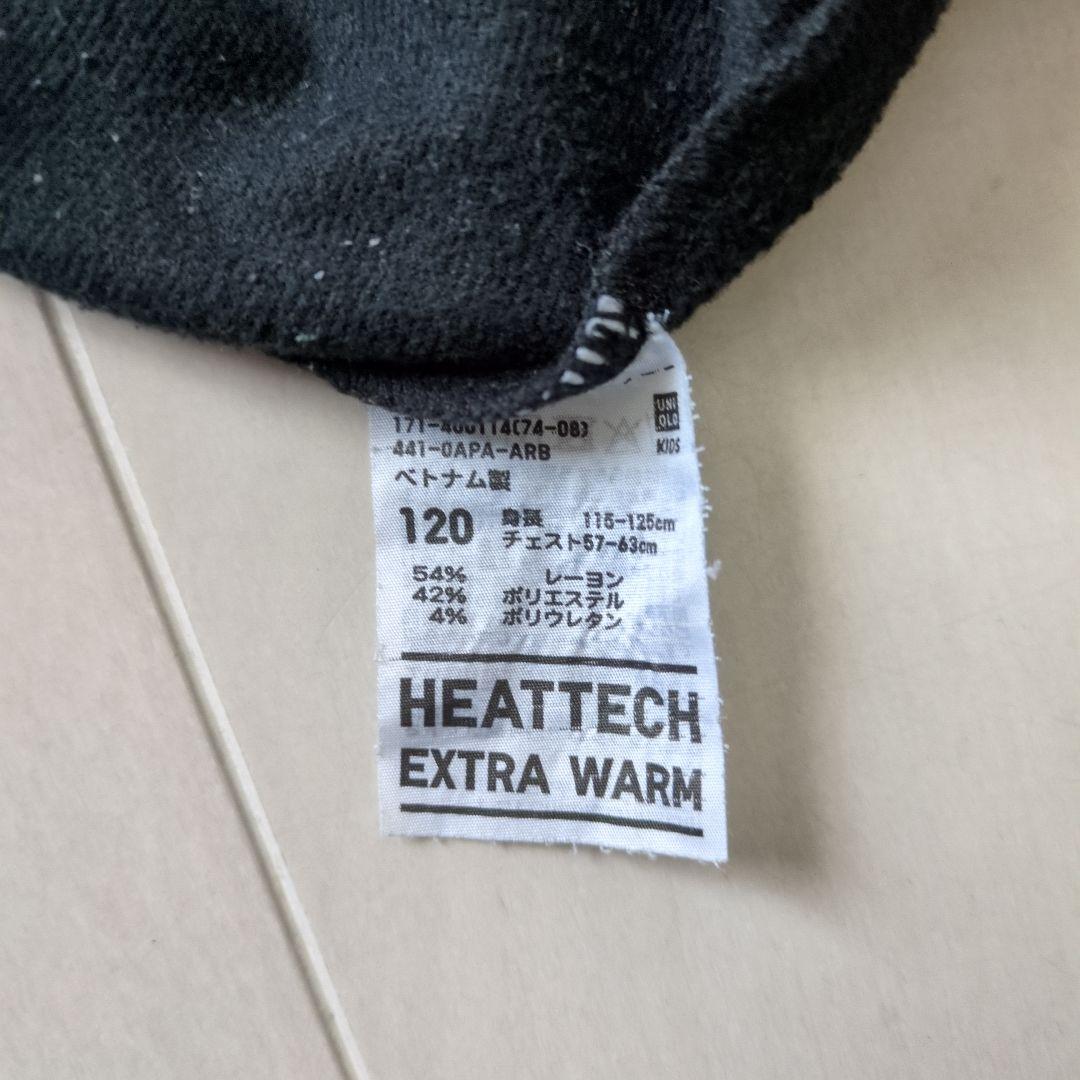 171-400114(74-08)
441-0APA-ARB
ベトナム製
UNI
QLO
KIDS
120
身長 115-125cm
チェスト57-63cm
54% レーヨン
42% ポリエステル
4% ポリウレタン
HEATTECH
EXTRA WARM